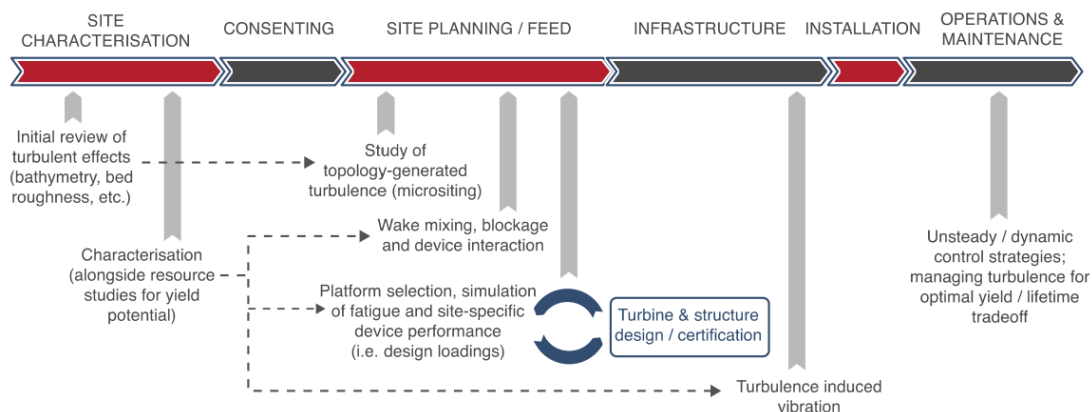 SITE
CHARACTERISATION
CONSENTING
SITE PLANNING / FEED
INFRASTRUCTURE
INSTALLATION
OPERATIONS &
MAINTENANCE
Initial review of
turbulent effects
(bathymetry, bed
roughness, etc.)
Study of
topology-generated
turbulence (micrositing)
Wake mixing, blockage
and device interaction
Characterisation
(alongside resource
studies for yield
potential)
Platform selection, simulation
of fatigue and site-specific
device performance
(i.e. design loadings)
Turbine & structure
design / certification
Turbulence induced
vibration
Unsteady / dynamic
control strategies;
managing turbulence for
optimal yield / lifetime
tradeoff